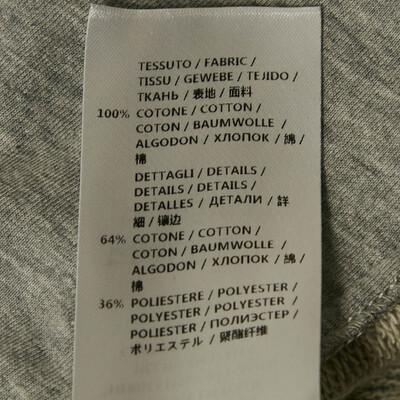 TESSUTO / FABRIC /
TISSU / GEWEBE / TEJIDO /
ТКАНЬ / 表地 / 面料
100% COTONE / COTTON /
COTON / BAUMWOLLE /
ALGODON / ХЛОПОК / 綿 /
棉
DETTAGLI / DETAILS /
DETAILS / DETAILS /
DETALLES / ДЕТАЛИ / 詳
細 / 镶边
64% COTONE / COTTON /
COTON / BAUMWOLLE /
ALGODON / ХЛОПОК / 綿 /
棉
36% POLIESTERE / POLYESTER /
POLYESTER / POLYESTER /
POLIESTER / ПОЛИЭСТЕР /
ポリエステル / 聚酯纤维